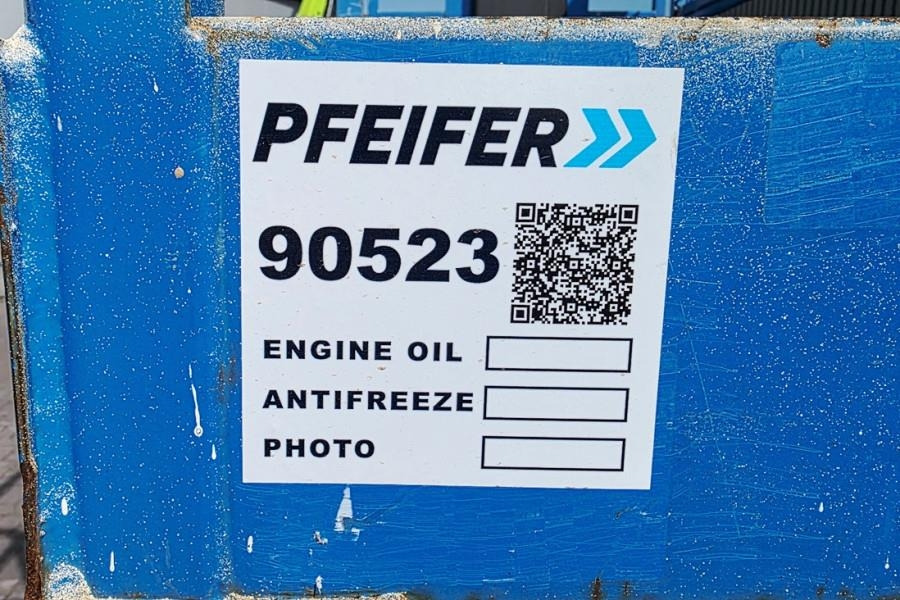 PFEIFER
90523
ENGINE OIL
ANTIFREEZE
PHOTO